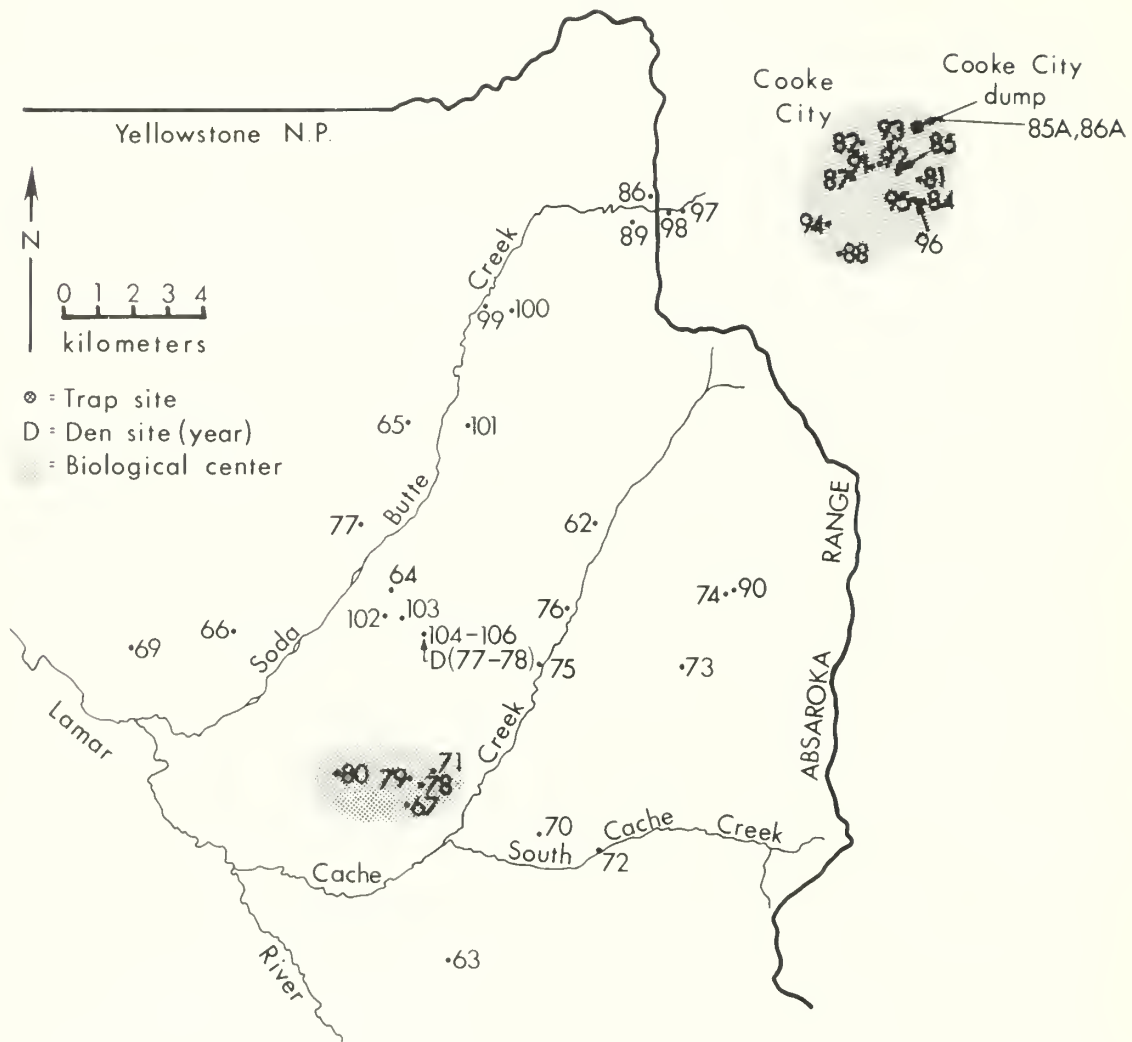 Cooke City
Cooke City dump
85A,86A
Yellowstone N.P.
82
93
91
92
85
87
81
95
84
96
94
88
N
0 1 2 3 4
kilometers
⊗ = Trap site
D = Den site (year)
= Biological center
86
97
89
98
Creek
99
100
65
101
Butte
77
62
64
74
90
102
103
76
104-106
D(77-78)
66
69
Soda
75
73
RANGE
ABSAROKA
Lamar
Creek
80
79
71
78
67
70
South Cache Creek
72
Cache
63
River